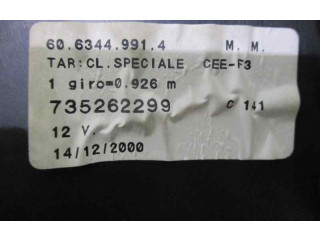 60.6344.991.4 M. M.
TAR:CL.SPECIALE CEE-F3
1 giro=0.926 m
735262299 C 141
12 V.
14/12/2000